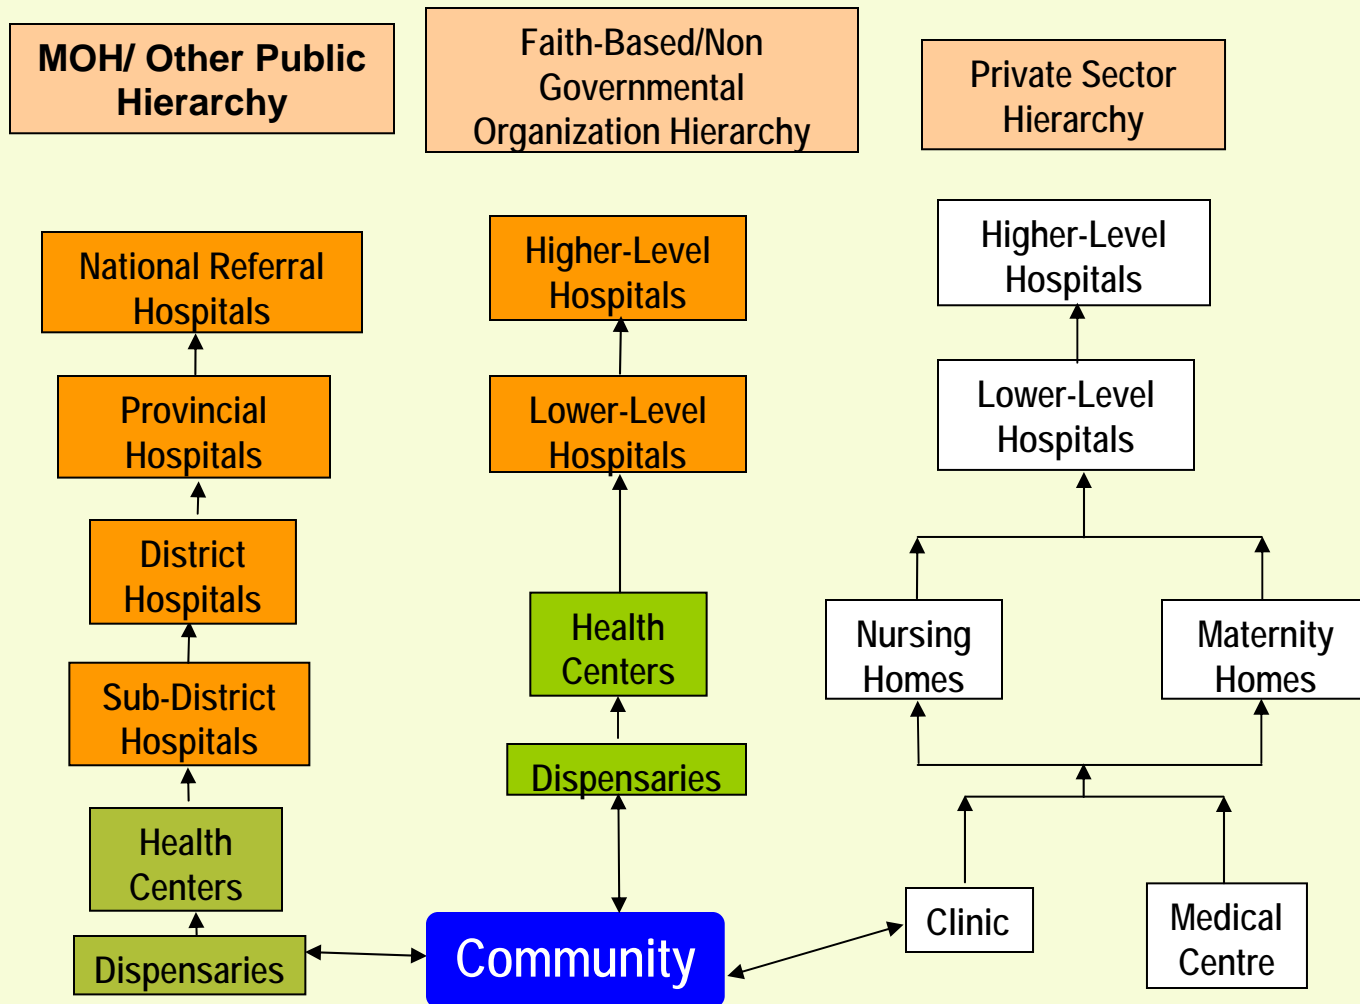 MOH/ Other Public
Hierarchy
Faith-Based/Non
Governmental
Organization Hierarchy
Private Sector
Hierarchy
National Referral
Hospitals
Provincial
Hospitals
District
Hospitals
Sub-District
Hospitals
Health
Centers
Dispensaries
Higher-Level
Hospitals
Lower-Level
Hospitals
Health
Centers
Dispensaries
Community
Higher-Level
Hospitals
Lower-Level
Hospitals
Nursing
Homes
Maternity
Homes
Clinic
Medical
Centre